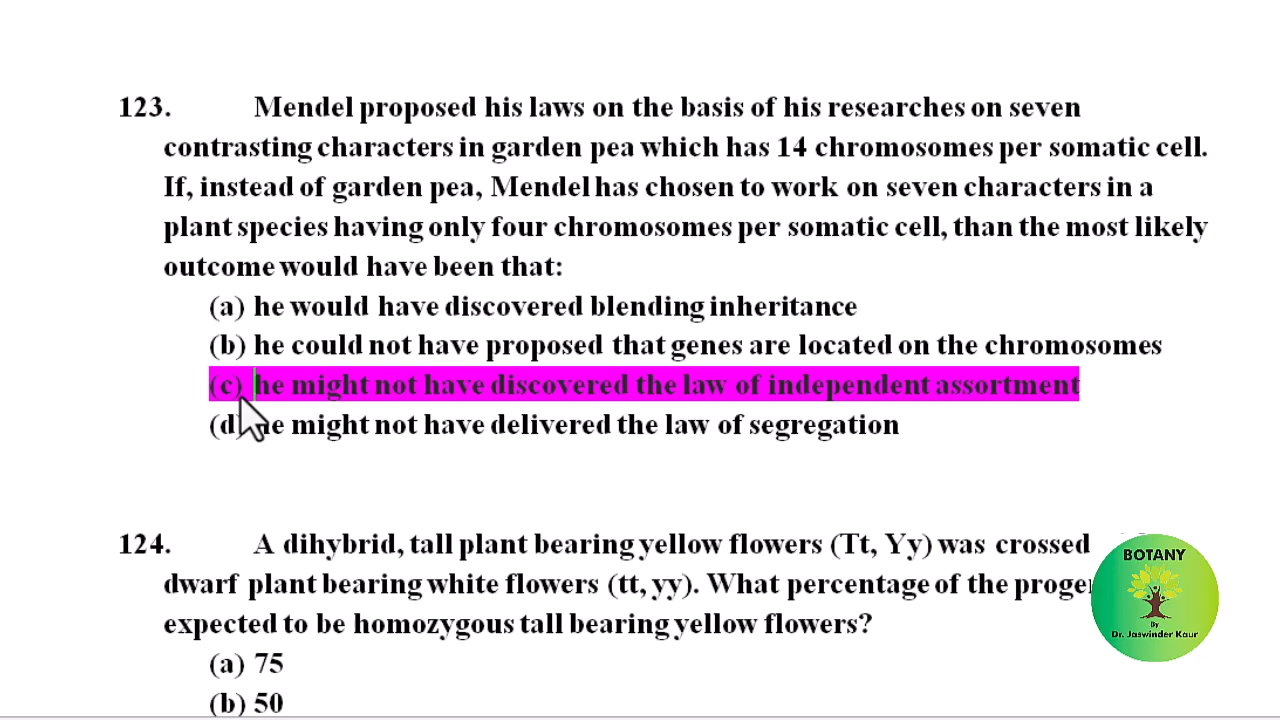 123. Mendel proposed his laws on the basis of his researches on seven
contrasting characters in garden pea which has 14 chromosomes per somatic cell.
If, instead of garden pea, Mendel has chosen to work on seven characters in a
plant species having only four chromosomes per somatic cell, than the most likely
outcome would have been that:
(a) he would have discovered blending inheritance
(b) he could not have proposed that genes are located on the chromosomes
(c) he might not have discovered the law of independent assortment
(d) he might not have delivered the law of segregation
124. A dihybrid, tall plant bearing yellow flowers (Tt, Yy) was crossed
dwarf plant bearing white flowers (tt, yy). What percentage of the
expected to be homozygous tall bearing yellow flowers?
(a) 75
(b) 50
BOTANY
By
Dr. Jaswinder Kaur